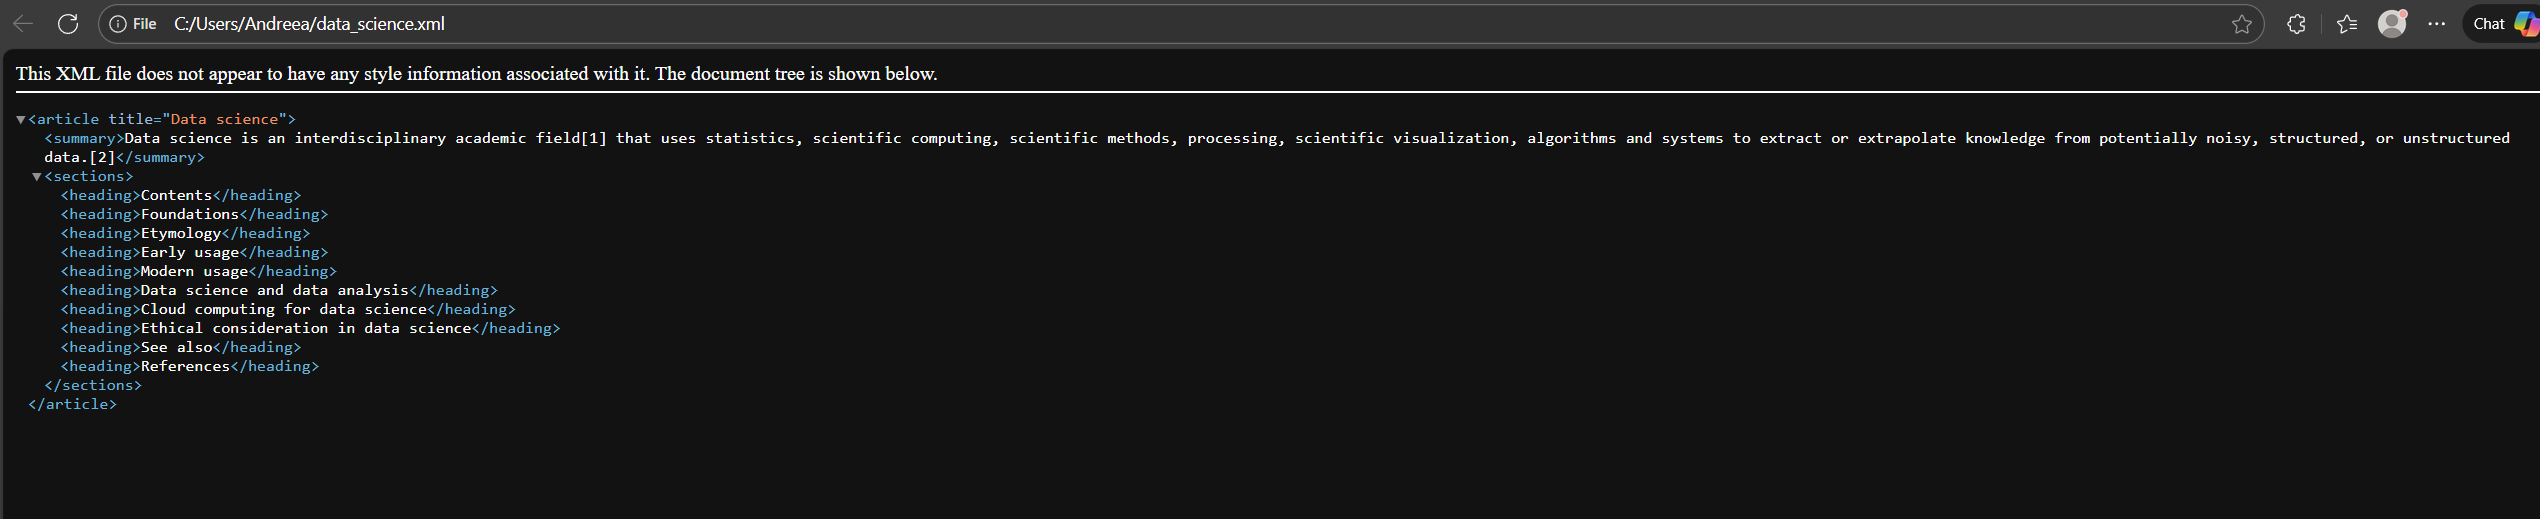 File C:/Users/Andreea/data_science.xml Chat
This XML file does not appear to have any style information associated with it. The document tree is shown below.
<article title="Data science">
<summary>Data science is an interdisciplinary academic field[1] that uses statistics, scientific computing, scientific methods, processing, scientific visualization, algorithms and systems to extract or extrapolate knowledge from potentially noisy, structured, or unstructured
data.[2]</summary>
<sections>
<heading>Contents</heading>
<heading>Foundations</heading>
<heading>Etymology</heading>
<heading>Early usage</heading>
<heading>Modern usage</heading>
<heading>Data science and data analysis</heading>
<heading>Cloud computing for data science</heading>
<heading>Ethical consideration in data science</heading>
<heading>See also</heading>
<heading>References</heading>
</sections>
</article>